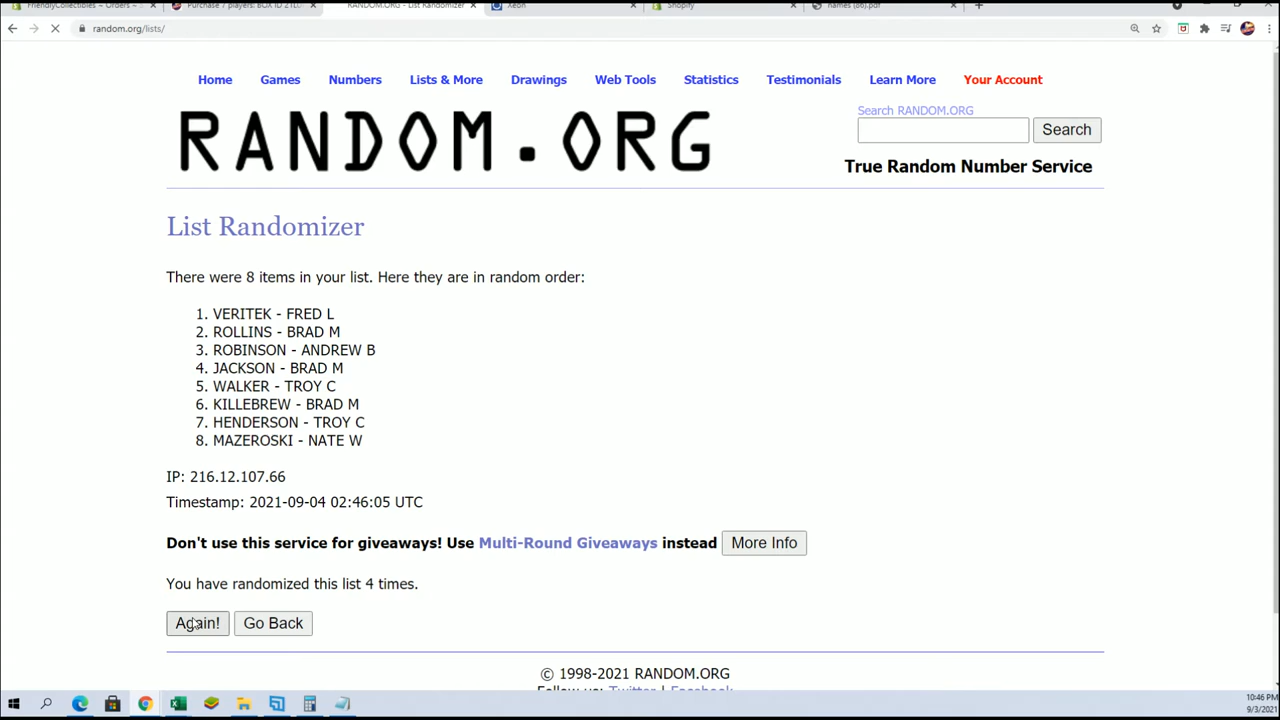 FriendlyCollectibles ~ Orders ~ S
Purchase 7 players: BOX ID 21LU
RANDOM.ORG - List Randomizer
Xeon
Shopify
names (86).pdf
random.org/lists/
Home Games Numbers Lists & More Drawings Web Tools Statistics Testimonials Learn More Your Account
RANDOM.ORG
Search RANDOM.ORG
Search
True Random Number Service
List Randomizer
There were 8 items in your list. Here they are in random order:
1. VERITEK - FRED L
2. ROLLINS - BRAD M
3. ROBINSON - ANDREW B
4. JACKSON - BRAD M
5. WALKER - TROY C
6. KILLEBREW - BRAD M
7. HENDERSON - TROY C
8. MAZEROSKI - NATE W
IP: 216.12.107.66
Timestamp: 2021-09-04 02:46:05 UTC
Don't use this service for giveaways! Use Multi-Round Giveaways instead More Info
You have randomized this list 4 times.
Again! Go Back
© 1998-2021 RANDOM.ORG
Follow us: Twitter | Facebook
10:46 PM
9/3/2021